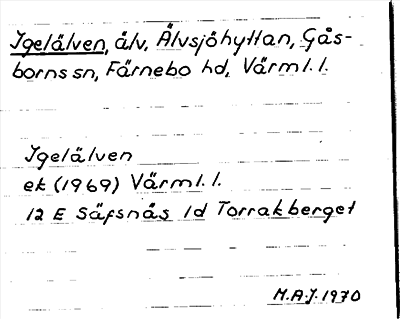 Igelälven, älv, Älvsjöhyttan, Gås-
borns sn, Färnebo hd, Värml. l.
Igelälven
ek (1969) Värml. l.
12 E Säfsnäs 1d Torrakberget
M.A.J. 1970